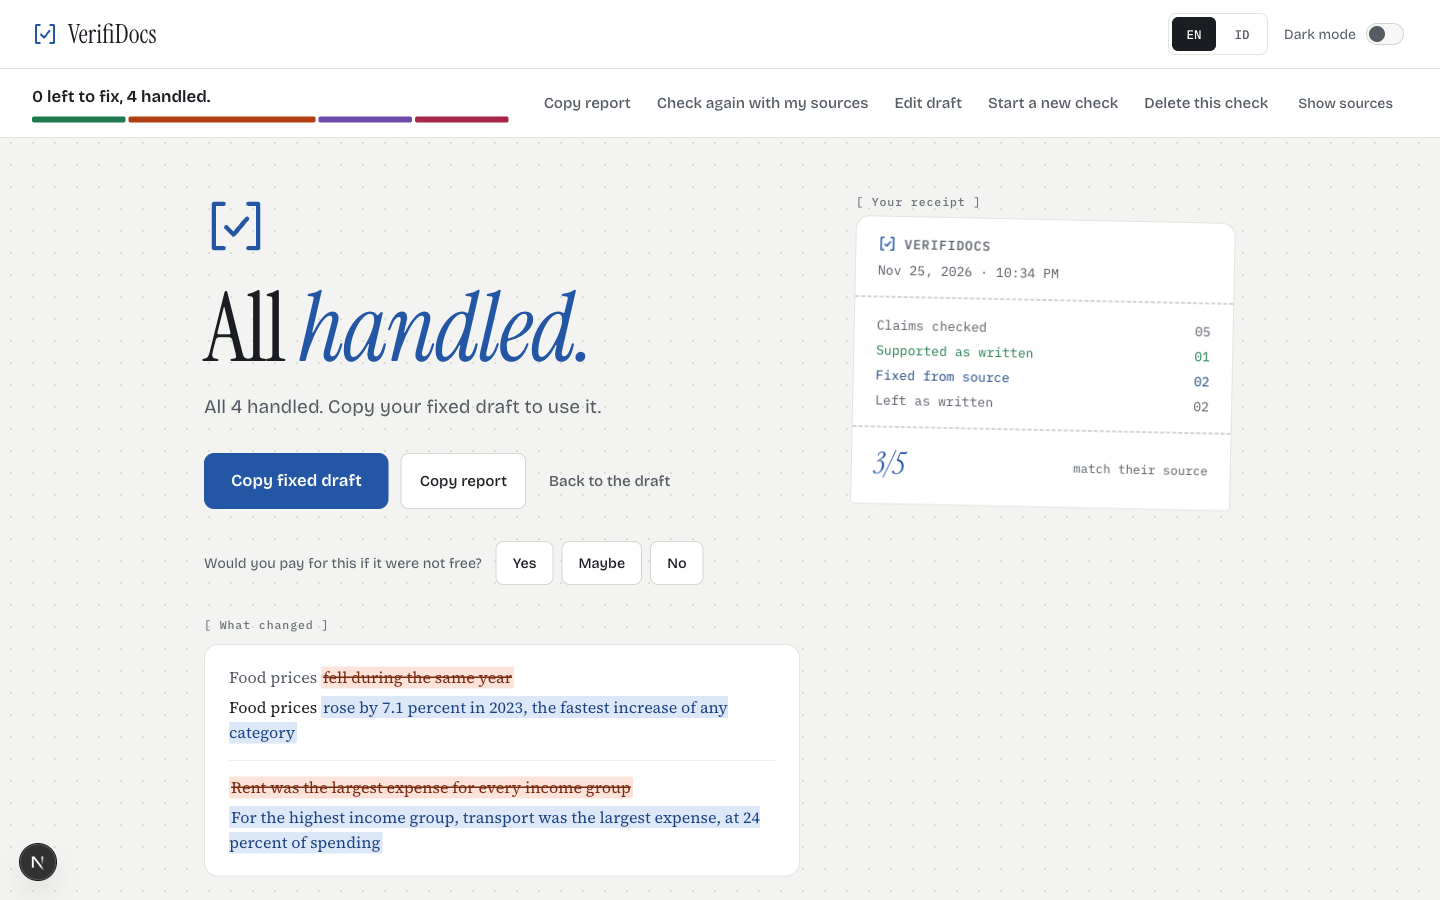 VerifiDocs
EN
ID
Dark mode
0 left to fix, 4 handled.
Copy report
Check again with my sources
Edit draft
Start a new check
Delete this check
Show sources
All handled.
All 4 handled. Copy your fixed draft to use it.
Copy fixed draft
Copy report
Back to the draft
Would you pay for this if it were not free?
Yes
Maybe
No
[ What changed ]
Food prices fell during the same year
Food prices rose by 7.1 percent in 2023, the fastest increase of any
category
Rent was the largest expense for every income group
For the highest income group, transport was the largest expense, at 24
percent of spending
[ Your receipt ]
VERIFIDOCS
Nov 25, 2026 · 10:34 PM
Claims checked 05
Supported as written 01
Fixed from source 02
Left as written 02
3/5 match their source
N